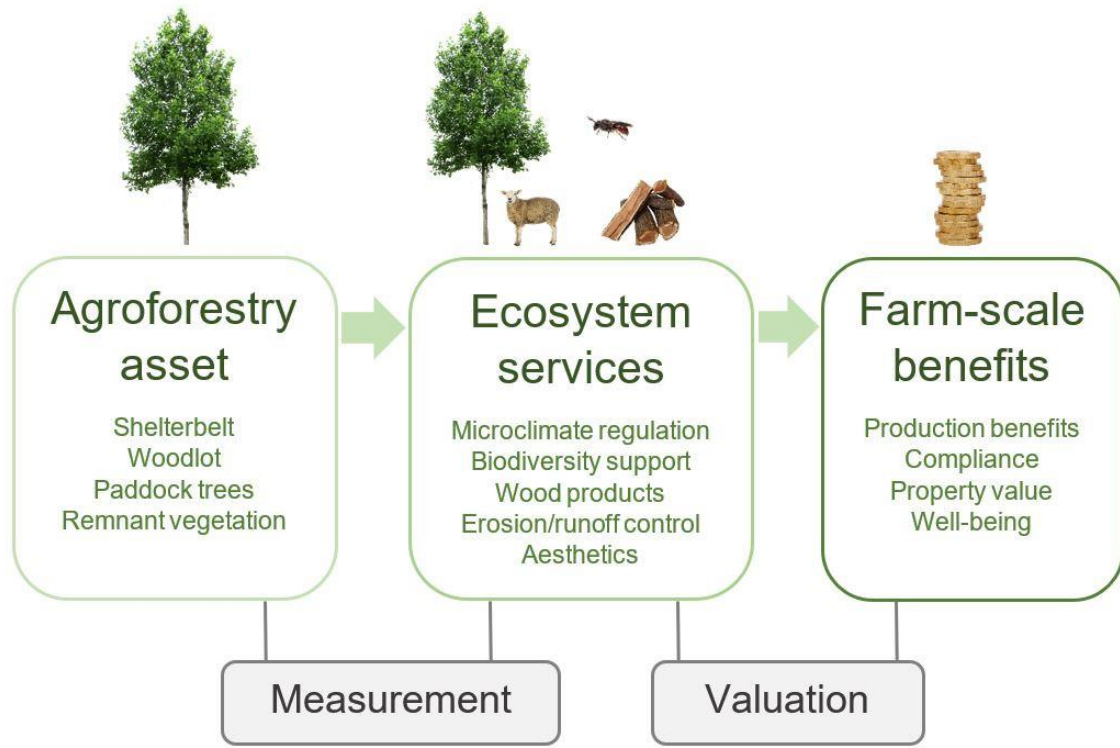 Agroforestry
asset
Shelterbelt
Woodlot
Paddock trees
Remnant vegetation
Ecosystem
services
Microclimate regulation
Biodiversity support
Wood products
Erosion/runoff control
Aesthetics
Farm-scale
benefits
Production benefits
Compliance
Property value
Well-being
Measurement
Valuation